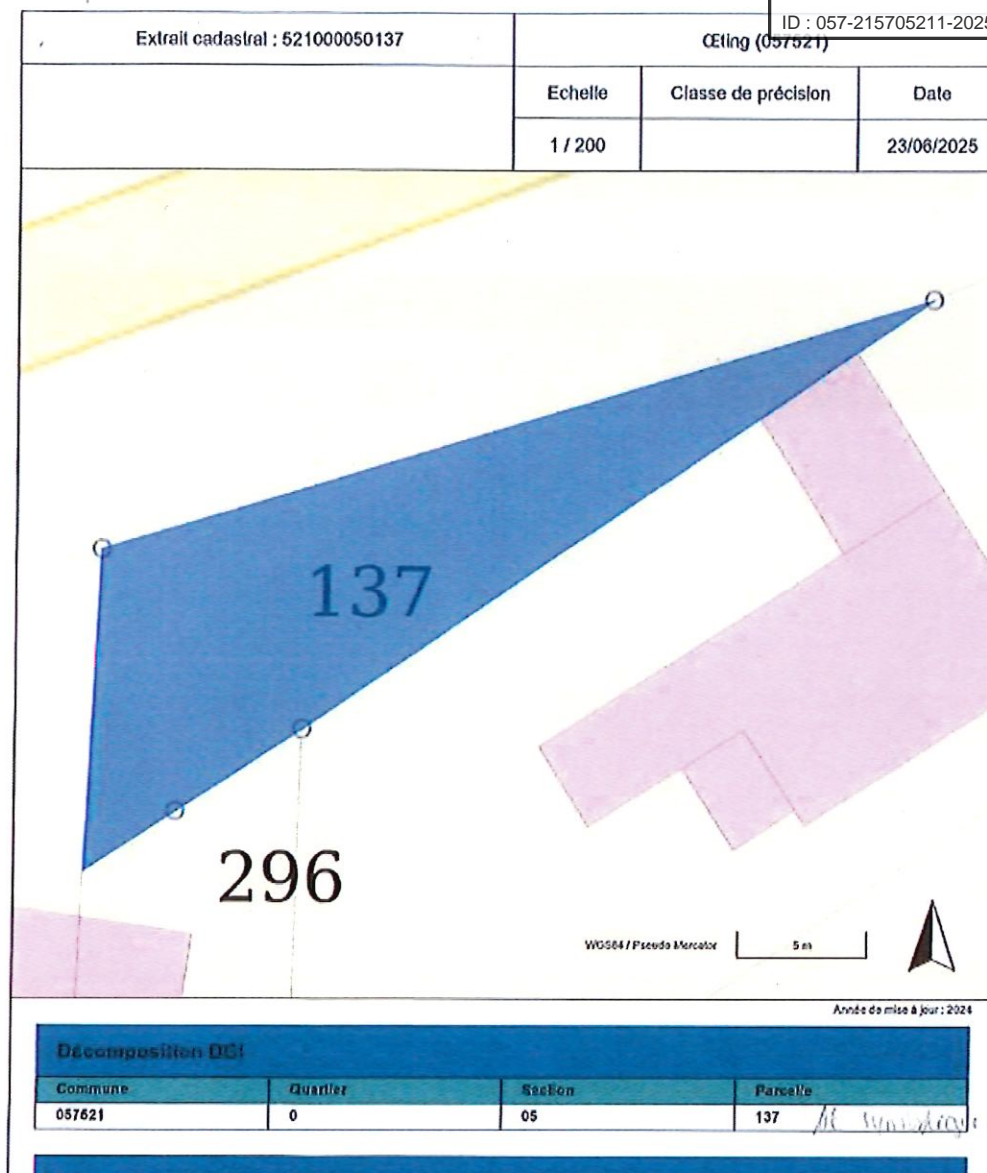 ID : 057-215705211-2025
Extrait cadastral : 521000050137
Œting (057521)
Echelle Classe de précision Date
1 / 200 23/06/2025
137
296
WGS84 / Pseudo Mercator 5 m
Année de mise à jour : 2024
Décomposition DGI
Commune Quartier Section Parcelle
057521 0 05 137